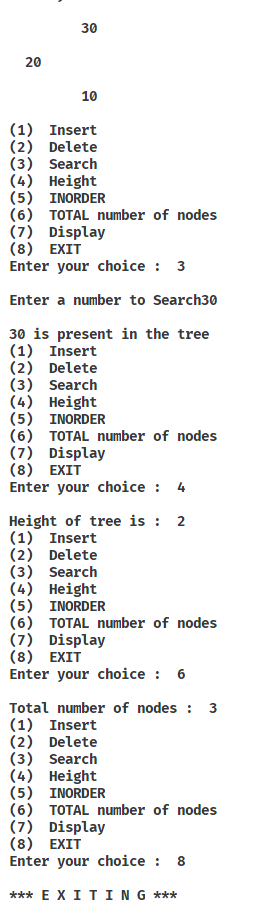 30
20
10
(1) Insert
(2) Delete
(3) Search
(4) Height
(5) INORDER
(6) TOTAL number of nodes
(7) Display
(8) EXIT
Enter your choice : 3
Enter a number to Search30
30 is present in the tree
(1) Insert
(2) Delete
(3) Search
(4) Height
(5) INORDER
(6) TOTAL number of nodes
(7) Display
(8) EXIT
Enter your choice : 4
Height of tree is : 2
(1) Insert
(2) Delete
(3) Search
(4) Height
(5) INORDER
(6) TOTAL number of nodes
(7) Display
(8) EXIT
Enter your choice : 6
Total number of nodes : 3
(1) Insert
(2) Delete
(3) Search
(4) Height
(5) INORDER
(6) TOTAL number of nodes
(7) Display
(8) EXIT
Enter your choice : 8
*** E X I T I N G ***